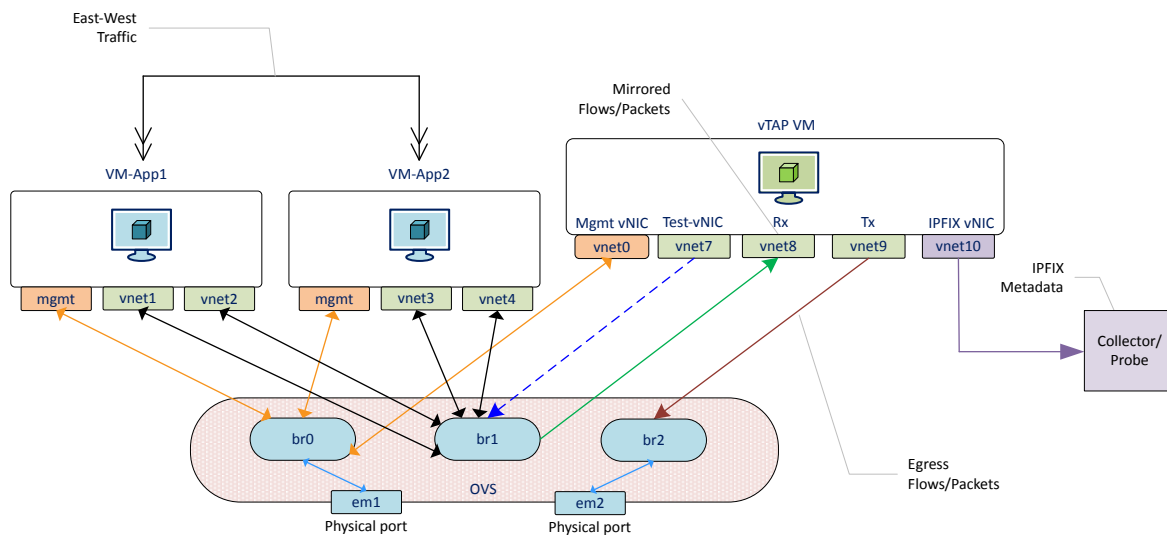 East-West
Traffic
Mirrored
Flows/Packets
vTAP VM
VM-App1
VM-App2
Mgmt vNIC
Test-vNIC
Rx
Tx
IPFIX vNIC
vnet0
vnet7
vnet8
vnet9
vnet10
mgmt
vnet1
vnet2
mgmt
vnet3
vnet4
IPFIX
Metadata
Collector/
Probe
br0
br1
br2
OVS
em1
em2
Physical port
Physical port
Egress
Flows/Packets